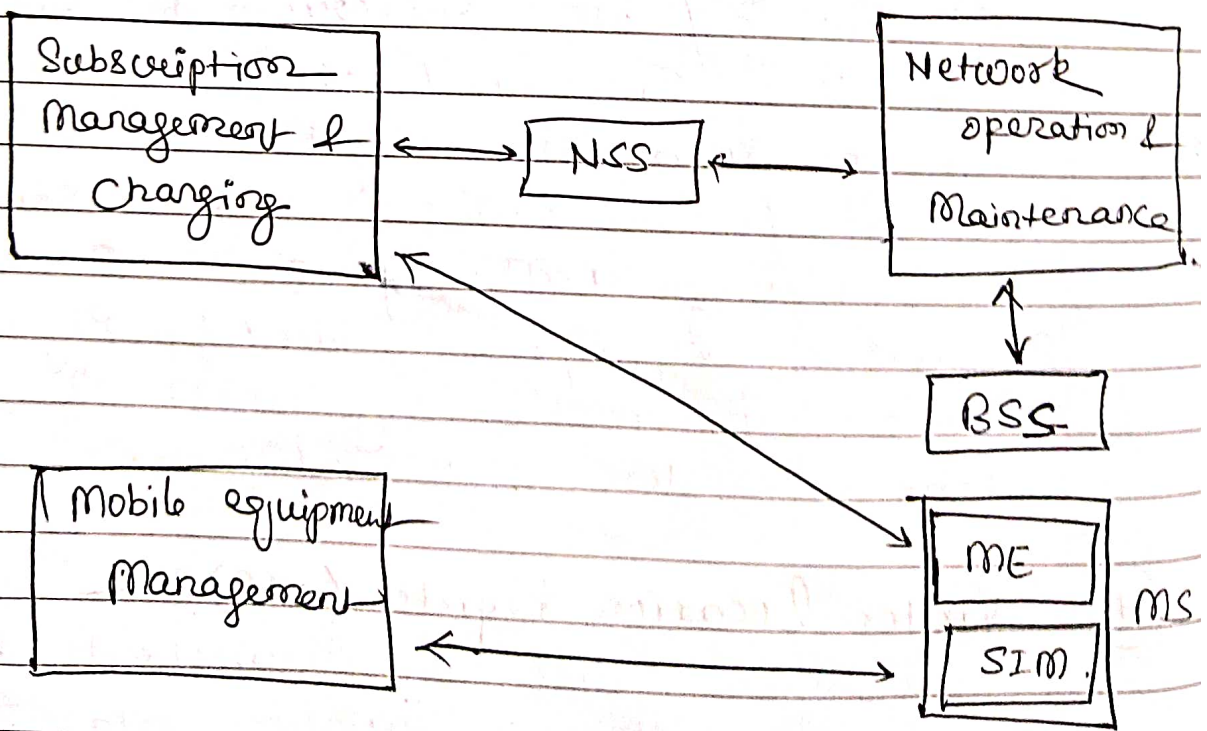 Subscription
Management &
Charging
NSS
Network
operation &
Maintenance
BSS
Mobile equipment
Management
ME
SIM.
MS